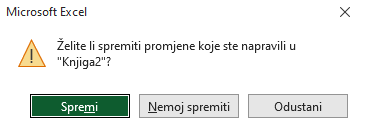 Microsoft Excel
Želite li spremiti promjene koje ste napravili u
"Knjiga2"?
Spremi
Nemoj spremiti
Odustani